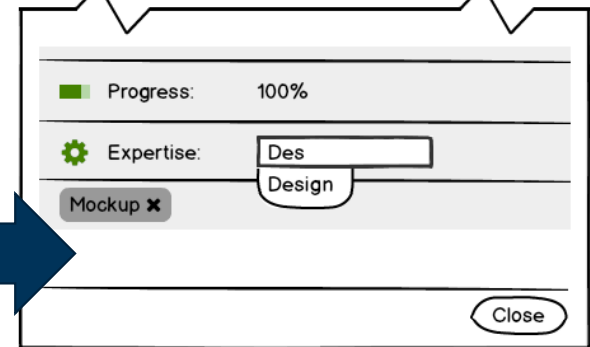 Progress: 100%
Expertise: Des
Design
Mockup ✖
Close